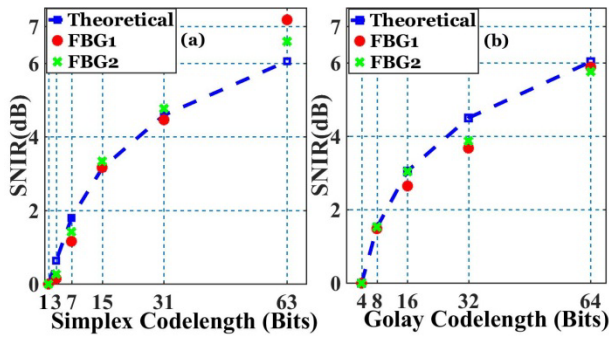 Theoretical
FBG1
FBG2
(a)
7
6
4
2
0
SNIR(dB)
1 3 7 15 31 63
Simplex Codelength (Bits)
Theoretical
FBG1
FBG2
(b)
7
6
4
2
0
SNIR(dB)
4 8 16 32 64
Golay Codelength (Bits)